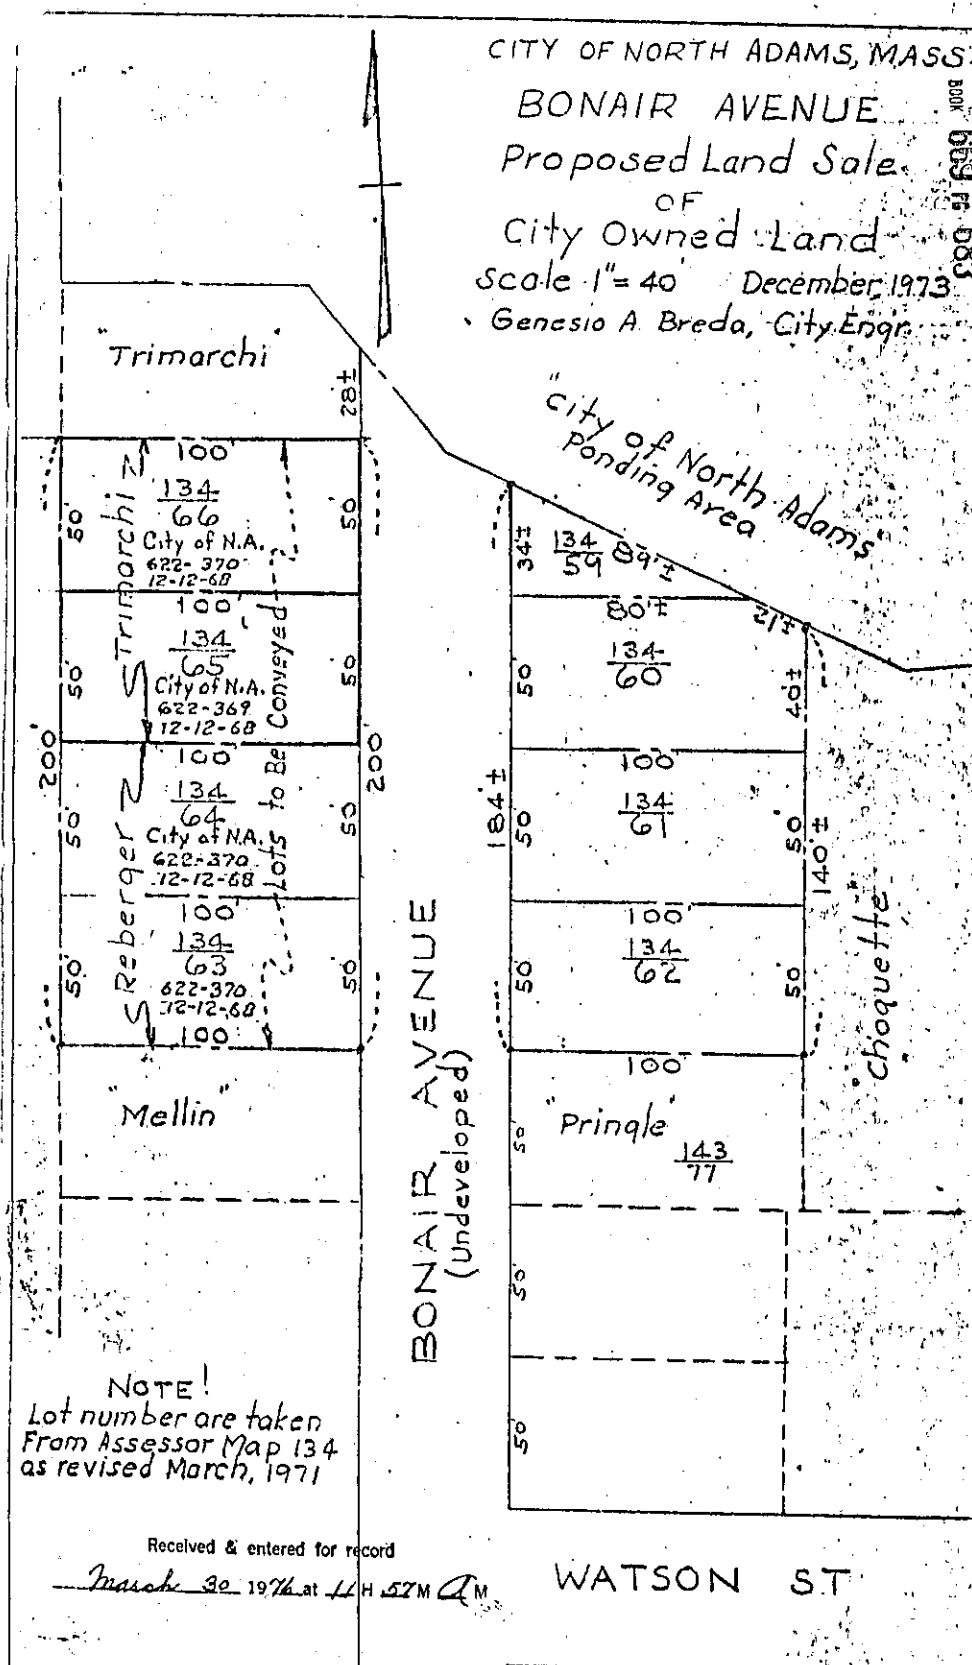 CITY OF NORTH ADAMS, MASS.
BONAIR AVENUE
Proposed Land Sale
OF
City Owned Land
Scale 1"= 40' December, 1973
Genesio A. Breda, City Engr.
BOOK 669
"Trimarchi"
28±
"City of North Adams"
Ponding Area
100'
134
66
City of N.A.
622-370
12-12-68
50'
50'
100'
134
65
City of N.A.
622-369
12-12-68
50'
50'
Trimarchi
200'
200'
100'
134
64
City of N.A.
622-370
12-12-68
50'
50'
100'
134
63
622-370
12-12-68
50'
50'
100'
Reberger
Lots to Be Conveyed
"Mellin"
BONAIR AVENUE
(Undeveloped)
34'±
134
59
89'±
80'±
21'±
134
60
50'
40'±
100'
134
61
50'
50'
184'±
140'±
100'
134
62
50'
50'
100'
"Choquette"
"Pringle"
143
77
50'
50'
50'
NOTE!
Lot number are taken
From Assessor Map 134
as revised March, 1971
Received & entered for record
March 30 1976 at 11 H 57 M A M
WATSON ST